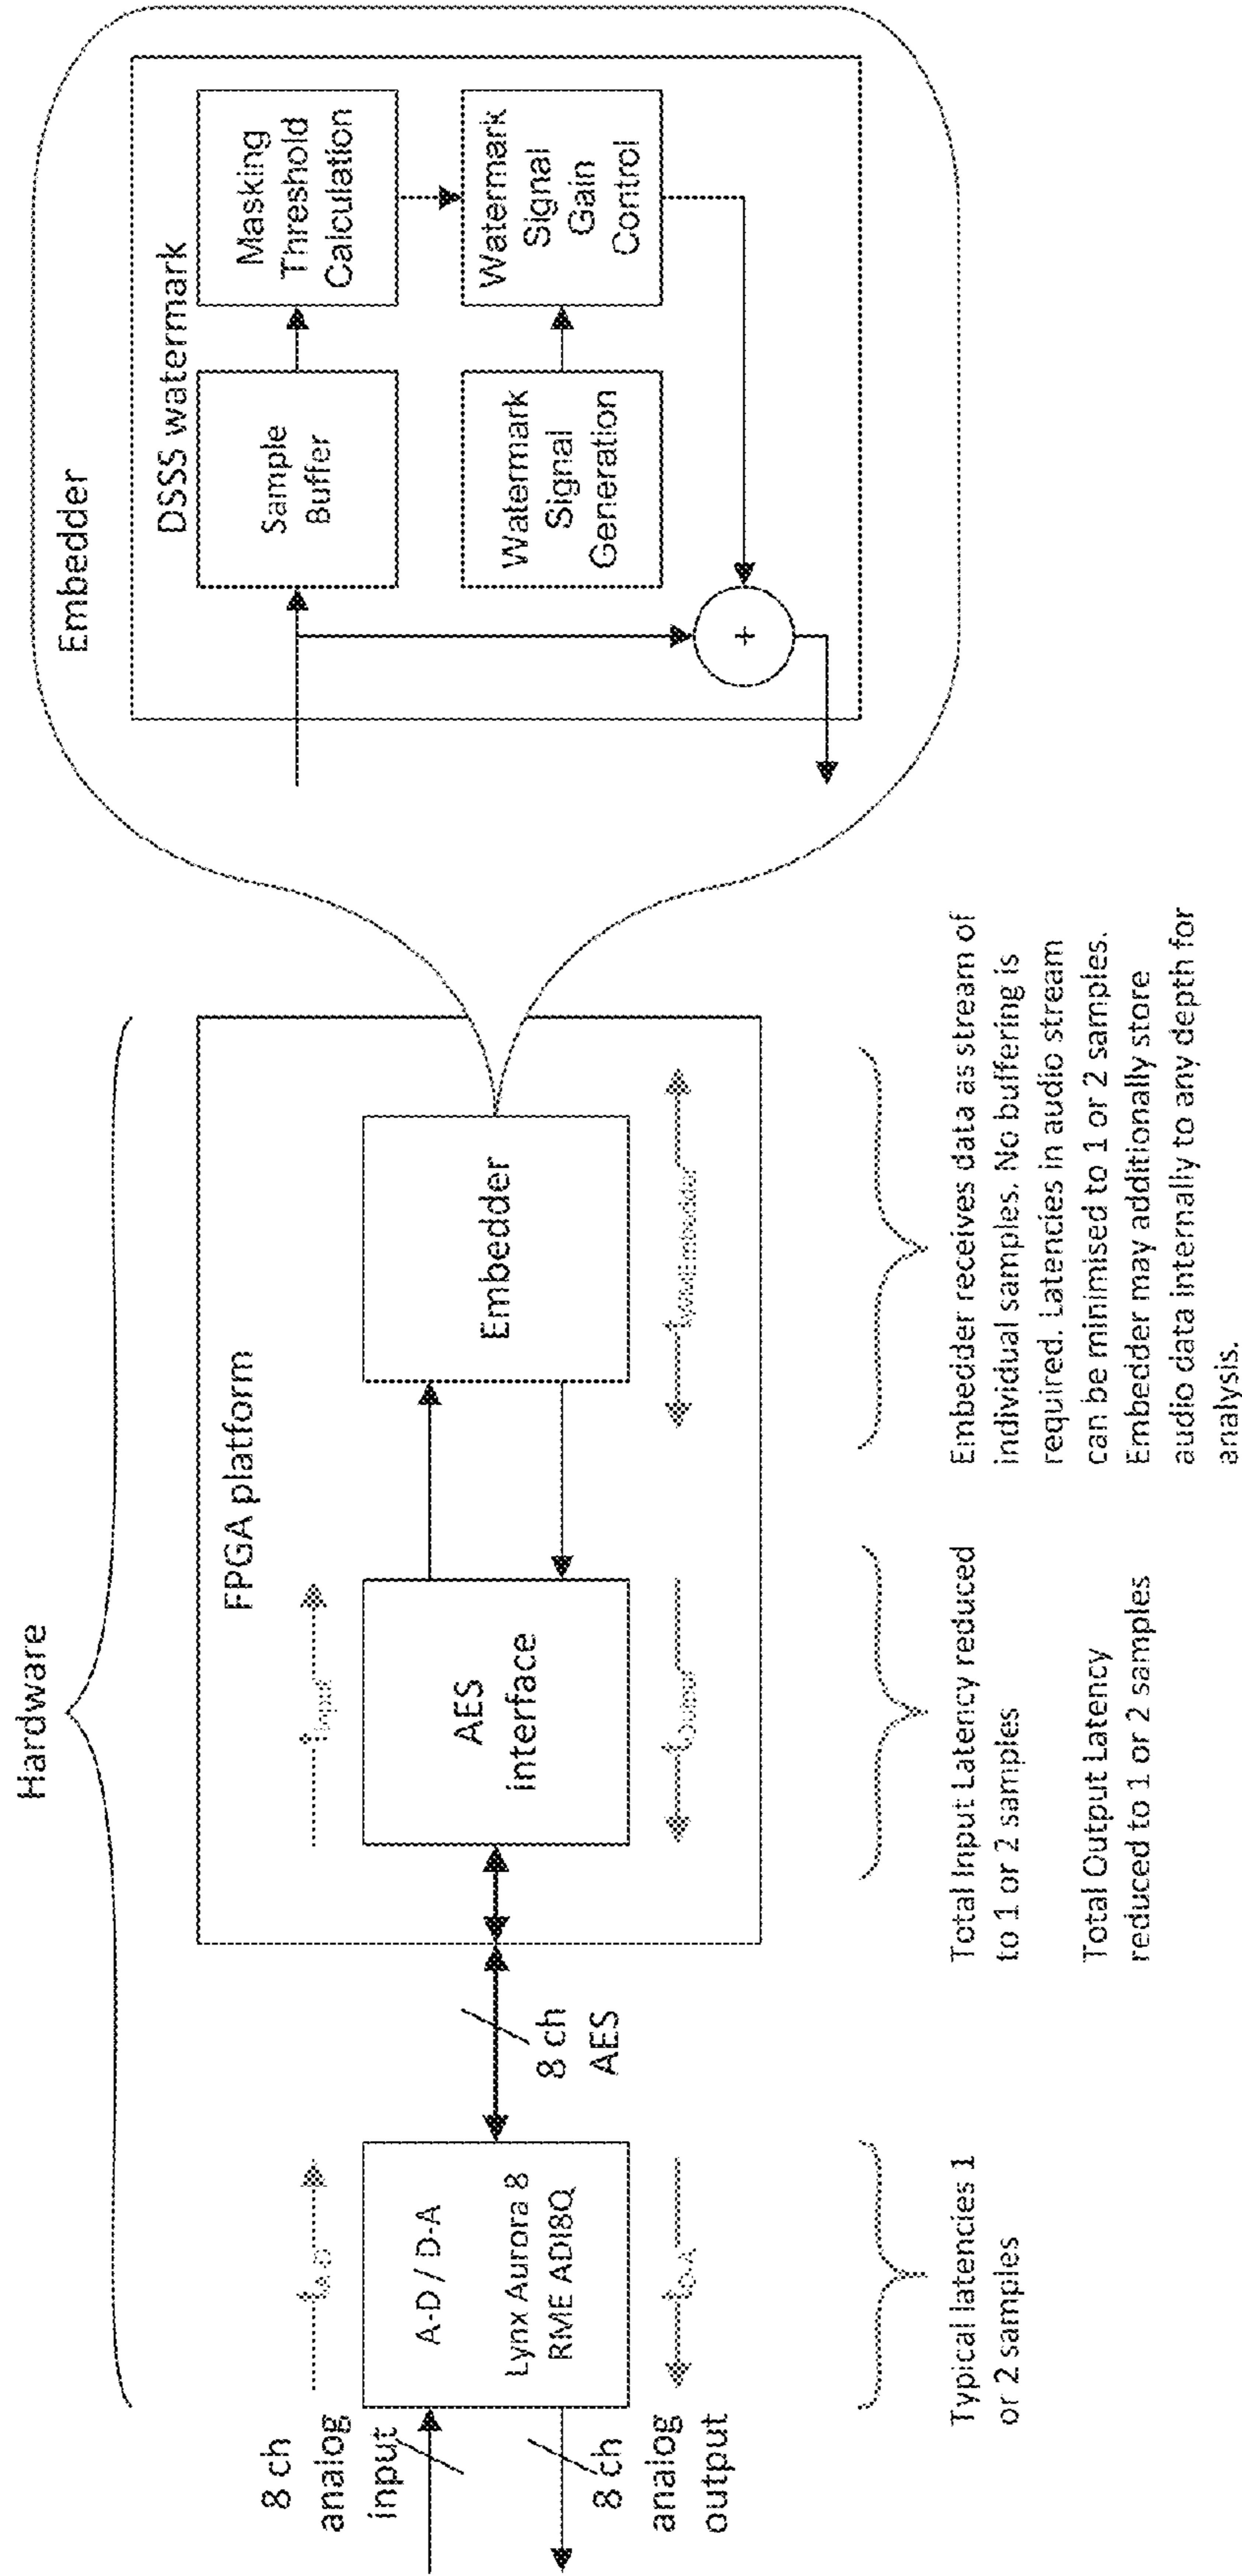 Hardware
8 ch
analog
input
8 ch
analog
output
tA-D
A-D / D-A
Lynx Aurora 8
RME ADI8Q
tD-A
8 ch
AES
FPGA platform
tInput
AES
interface
tOutput
Embedder
tWMEmbedder
Typical latencies 1
or 2 samples
Total Input Latency reduced
to 1 or 2 samples
Total Output Latency
reduced to 1 or 2 samples
Embedder receives data as stream of
individual samples. No buffering is
required. Latencies in audio stream
can be minimised to 1 or 2 samples.
Embedder may additionally store
audio data internally to any depth for
analysis.
Embedder
DSSS watermark
Sample
Buffer
Masking
Threshold
Calculation
Watermark
Signal
Generation
Watermark
Signal
Gain
Control
+